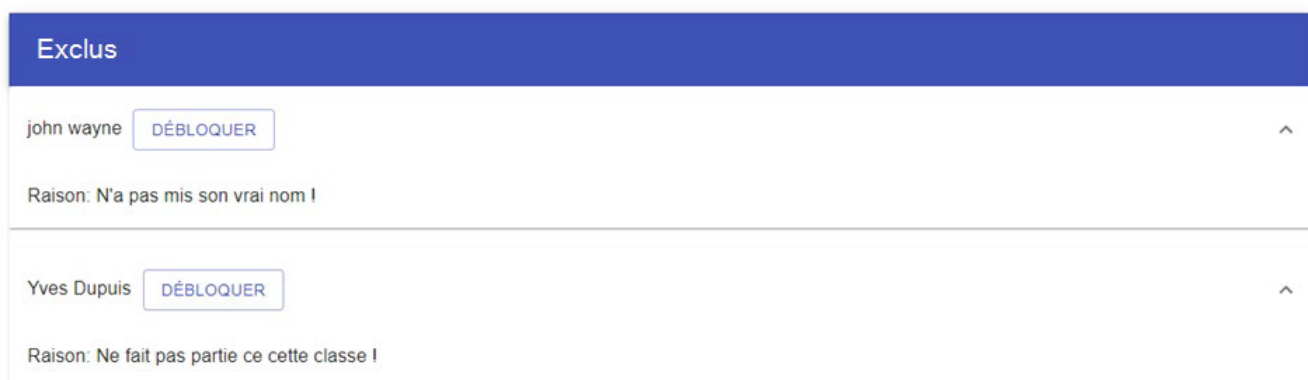 Exclus
john wayne DÉBLOQUER
Raison: N'a pas mis son vrai nom !
Yves Dupuis DÉBLOQUER
Raison: Ne fait pas partie ce cette classe !